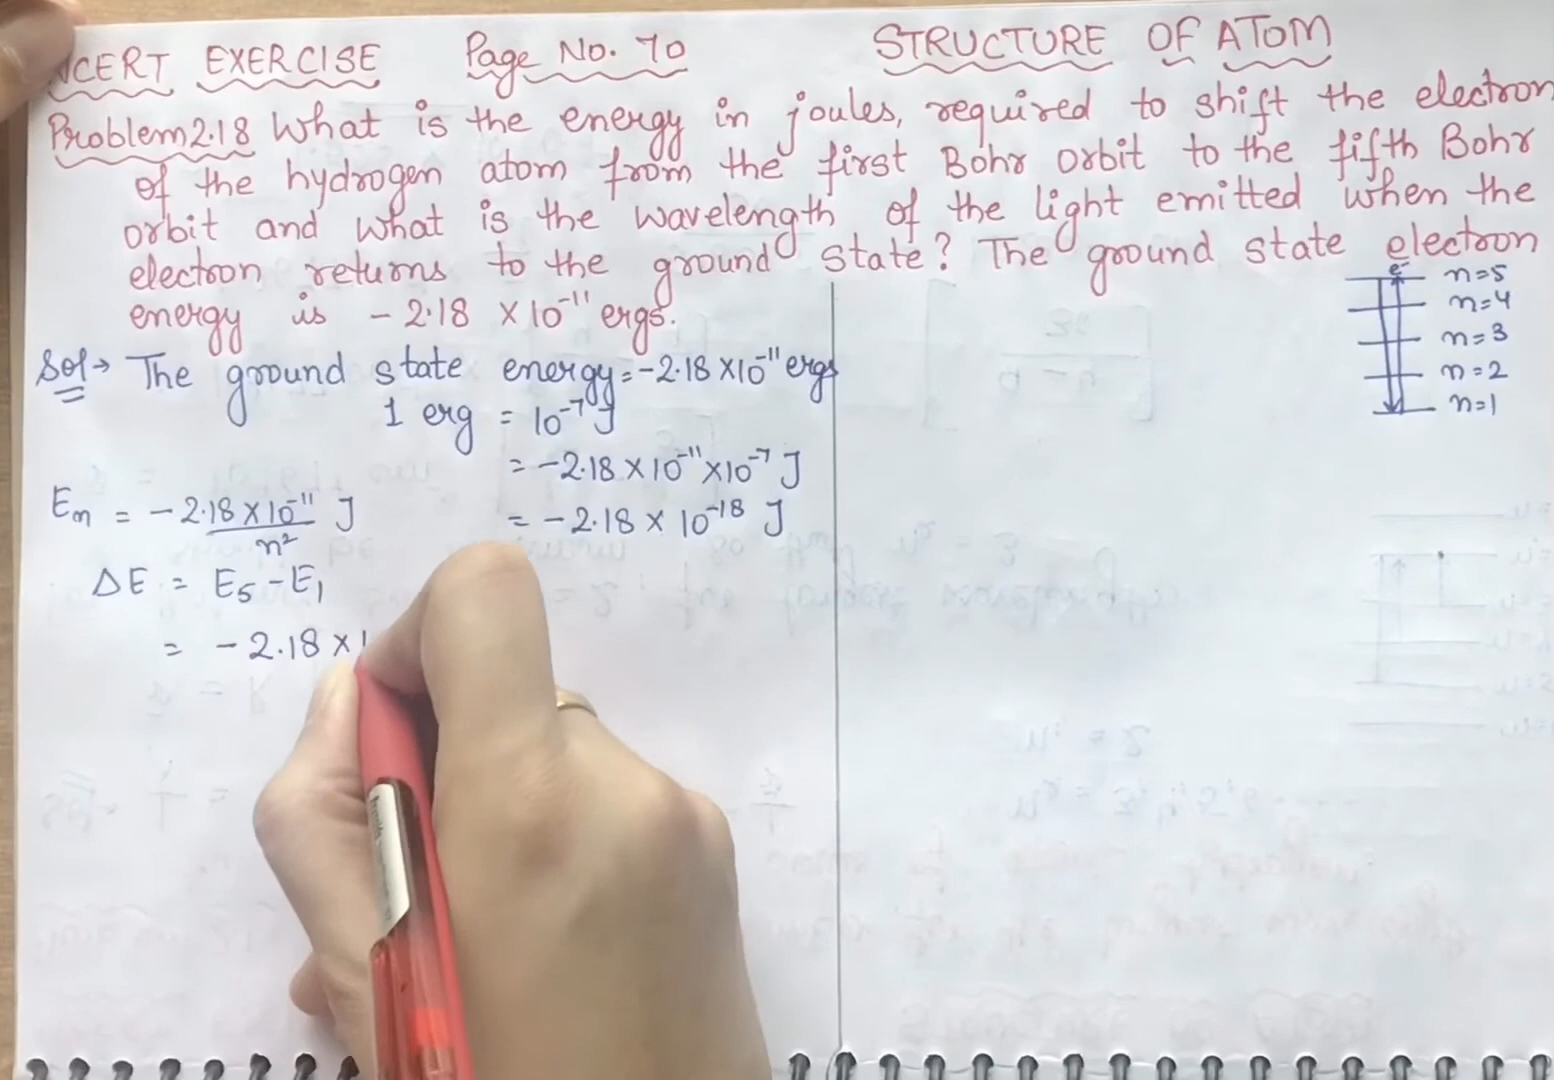 NCERT EXERCISE Page No. 70 STRUCTURE OF ATOM
Problem 2.18 What is the energy in joules, required to shift the electron
of the hydrogen atom from the first Bohr orbit to the fifth Bohr
orbit and what is the wavelength of the light emitted when the
electron returns to the ground state? The ground state electron
energy is -2.18 × 10⁻¹¹ ergs.
e⁻ n=5
n=4
n=3
n=2
n=1
Sol→ The ground state energy = -2.18 × 10⁻¹¹ ergs
1 erg = 10⁻⁷ J
= -2.18 × 10⁻¹¹ × 10⁻⁷ J
Eₙ = -2.18 × 10⁻¹¹ / n² J
= -2.18 × 10⁻¹⁸ J
ΔE = E₅ - E₁
= -2.18 × 1